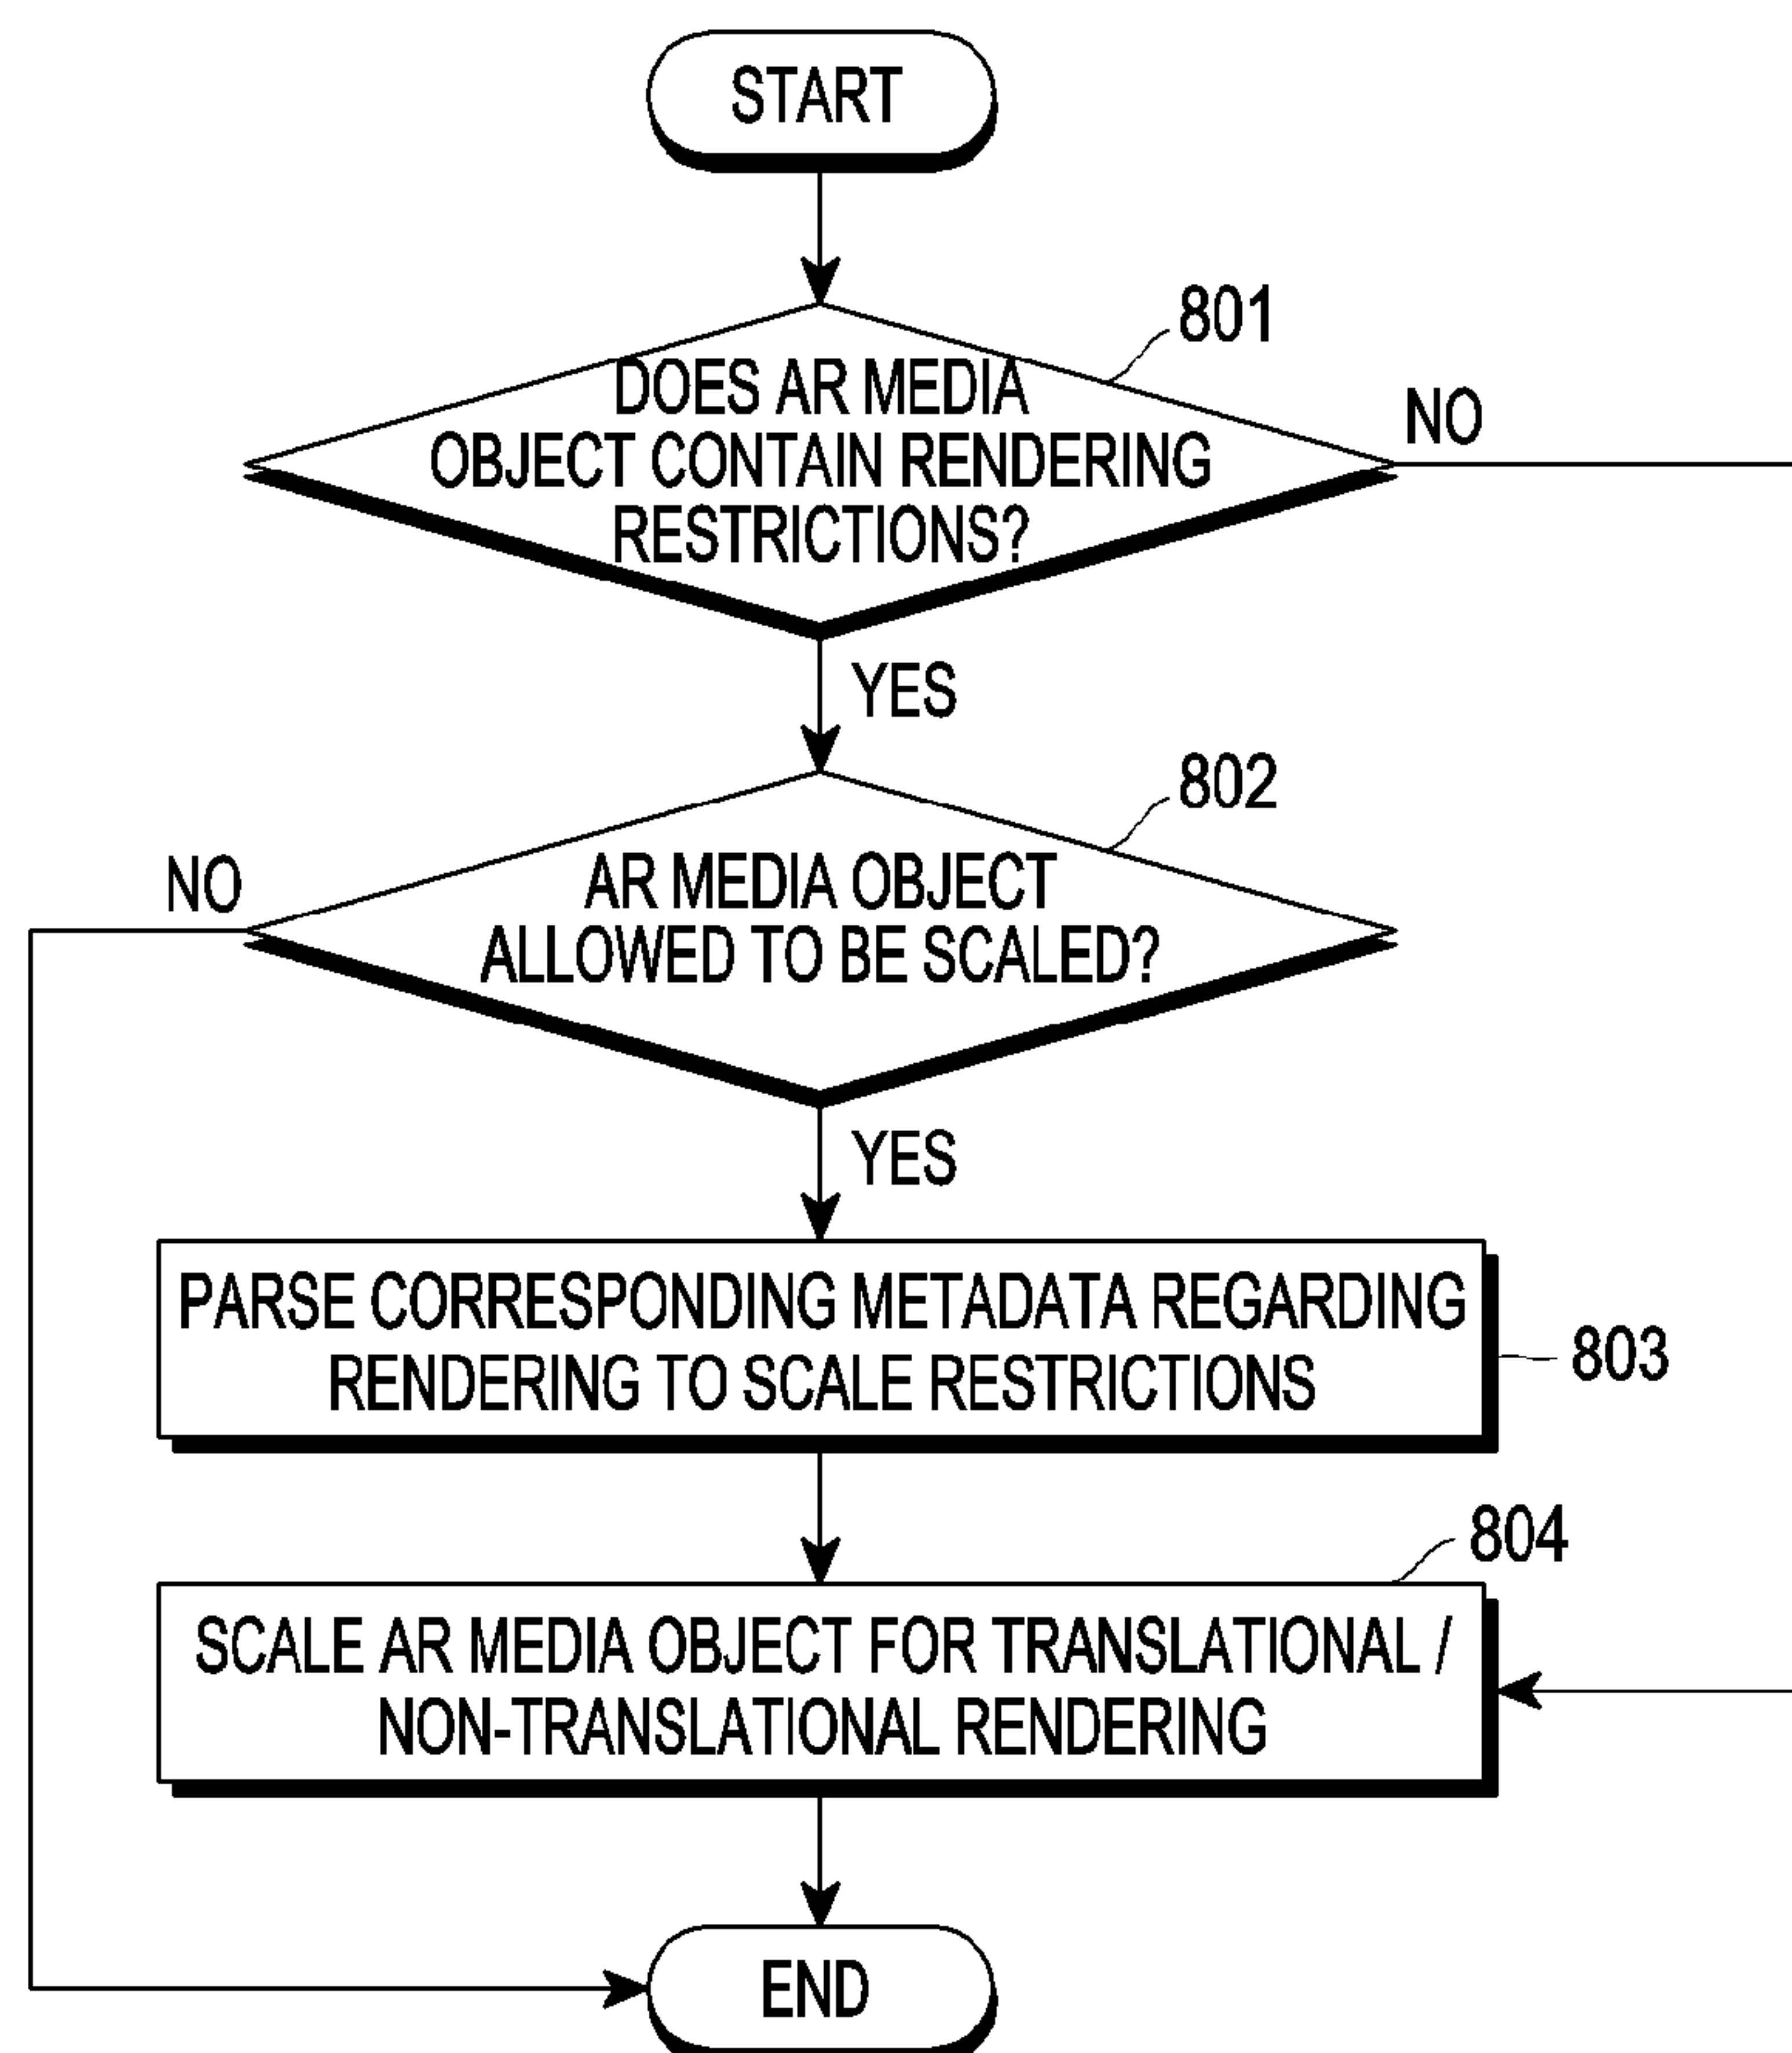 START
801
DOES AR MEDIA
OBJECT CONTAIN RENDERING
RESTRICTIONS?
NO
YES
802
AR MEDIA OBJECT
ALLOWED TO BE SCALED?
NO
YES
PARSE CORRESPONDING METADATA REGARDING
RENDERING TO SCALE RESTRICTIONS
803
804
SCALE AR MEDIA OBJECT FOR TRANSLATIONAL /
NON-TRANSLATIONAL RENDERING
END